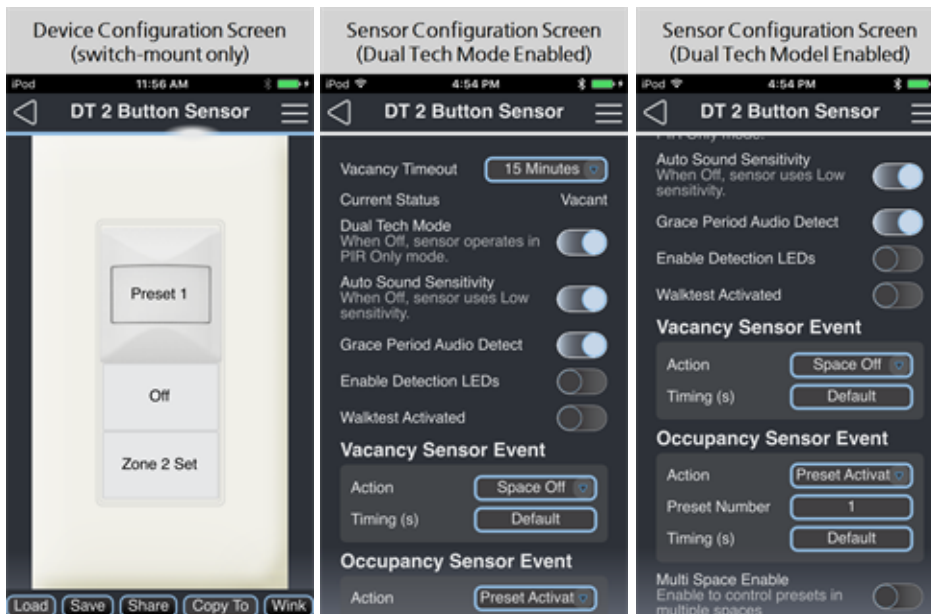 Device Configuration Screen
(switch-mount only)
iPod
11:56 AM
DT 2 Button Sensor
Preset 1
Off
Zone 2 Set
Load Save Share Copy To Wink
Sensor Configuration Screen
(Dual Tech Mode Enabled)
iPod
4:54 PM
DT 2 Button Sensor
Vacancy Timeout 15 Minutes
Current Status Vacant
Dual Tech Mode
When Off, sensor operates in
PIR Only mode.
Auto Sound Sensitivity
When Off, sensor uses Low
sensitivity.
Grace Period Audio Detect
Enable Detection LEDs
Walktest Activated
Vacancy Sensor Event
Action Space Off
Timing (s) Default
Occupancy Sensor Event
Action Preset Activat
Sensor Configuration Screen
(Dual Tech Model Enabled)
iPod
4:54 PM
DT 2 Button Sensor
PIR Only mode.
Auto Sound Sensitivity
When Off, sensor uses Low
sensitivity.
Grace Period Audio Detect
Enable Detection LEDs
Walktest Activated
Vacancy Sensor Event
Action Space Off
Timing (s) Default
Occupancy Sensor Event
Action Preset Activat
Preset Number 1
Timing (s) Default
Multi Space Enable
Enable to control presets in
multiple spaces